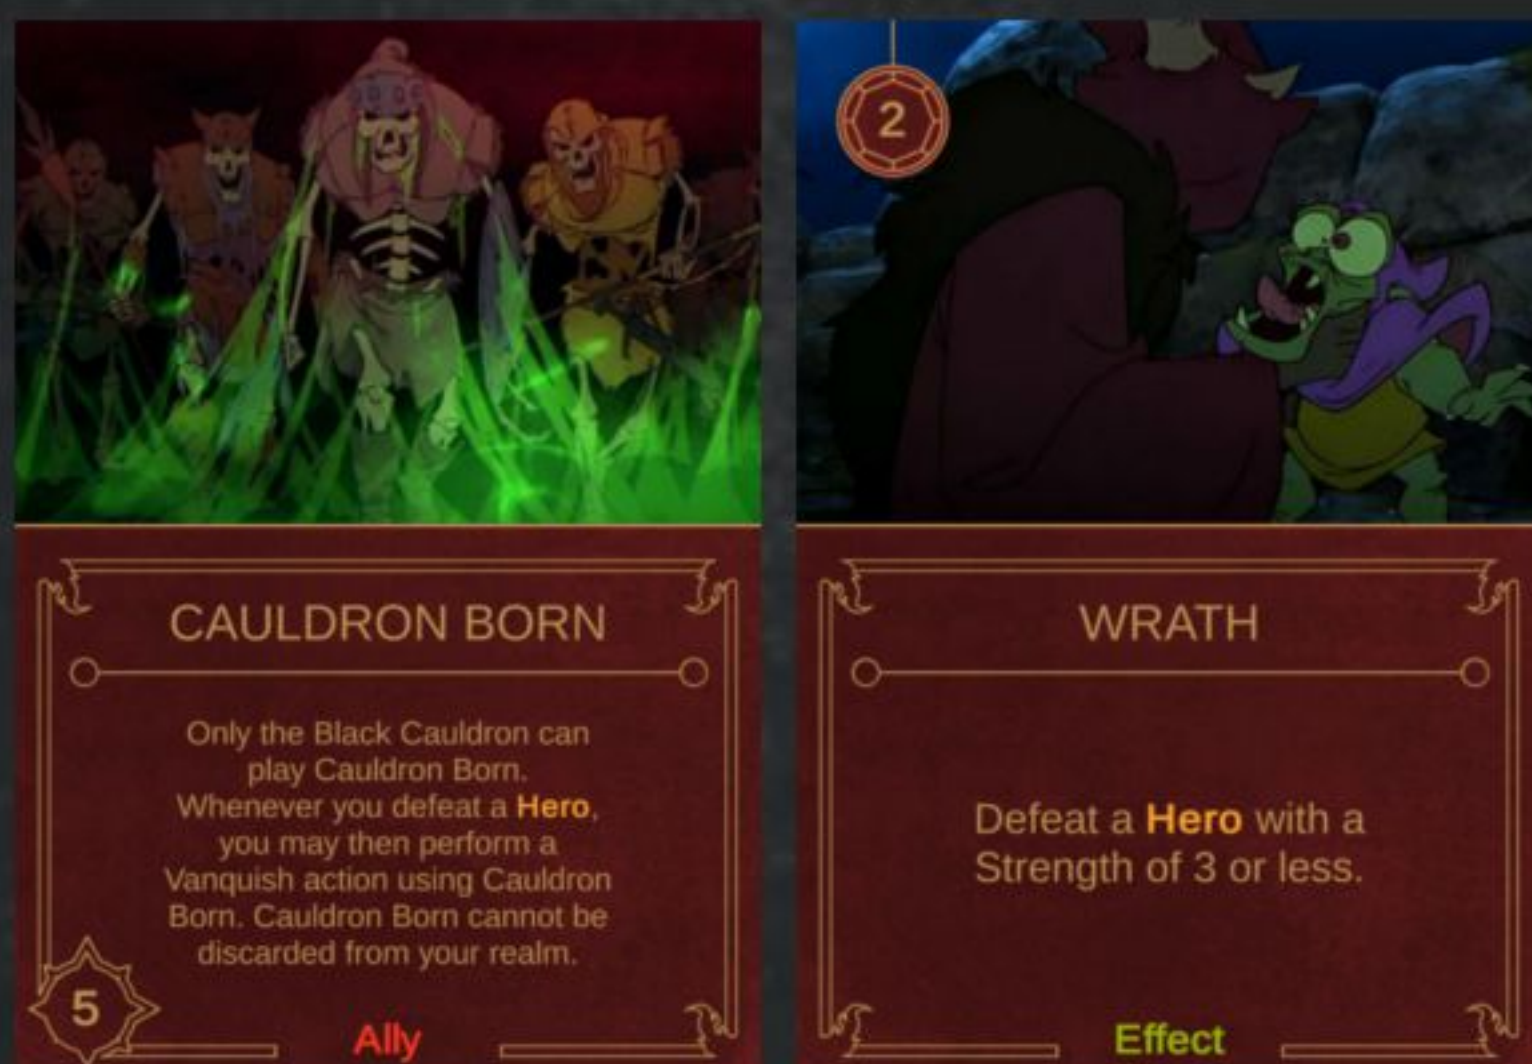 CAULDRON BORN
Only the Black Cauldron can
play Cauldron Born.
Whenever you defeat a Hero,
you may then perform a
Vanquish action using Cauldron
Born. Cauldron Born cannot be
discarded from your realm.
5
Ally
2
WRATH
Defeat a Hero with a
Strength of 3 or less.
Effect